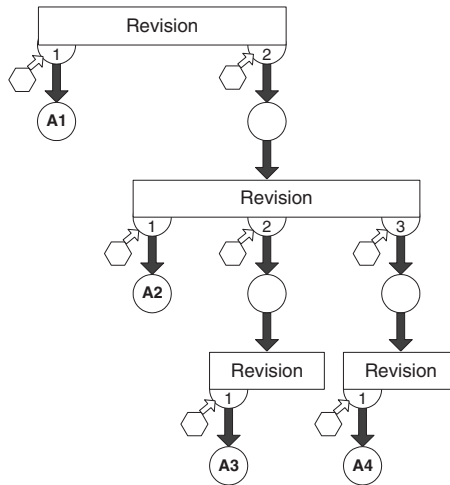 Revision
1 2
A1
Revision
1 2 3
A2
Revision Revision
1 1
A3 A4